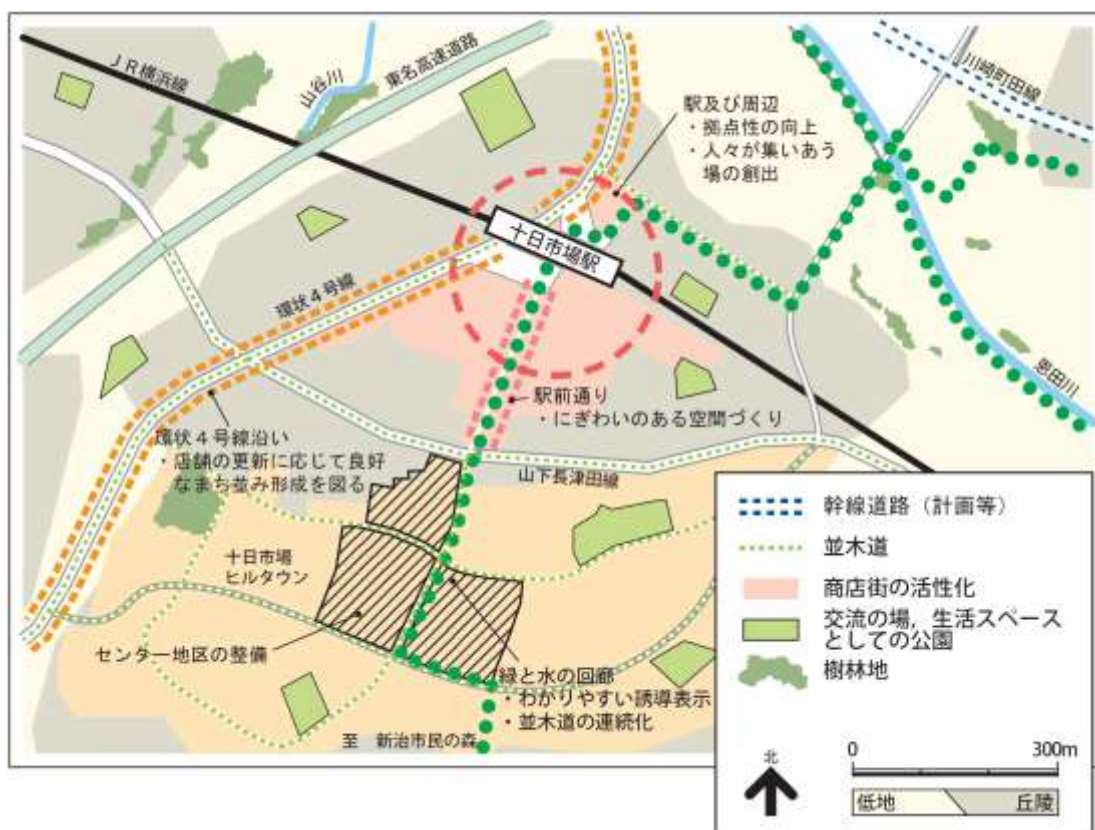 JR横浜線
山谷川
東名高速道路
川崎町田線
駅及び周辺
・拠点性の向上
・人々が集いあう
場の創出
十日市場駅
環状4号線
恩田川
駅前通り
・にぎわいのある空間づくり
環状4号線沿い
・店舗の更新に応じて良好
なまち並み形成を図る
山下長津田線
十日市場
ヒルタウン
センター地区の整備
緑と水の回廊
・わかりやすい誘導表示
・並木道の連続化
至 新治市民の森
幹線道路（計画等）
並木道
商店街の活性化
交流の場，生活スペース
としての公園
樹林地
北
0 300m
低地 丘陵